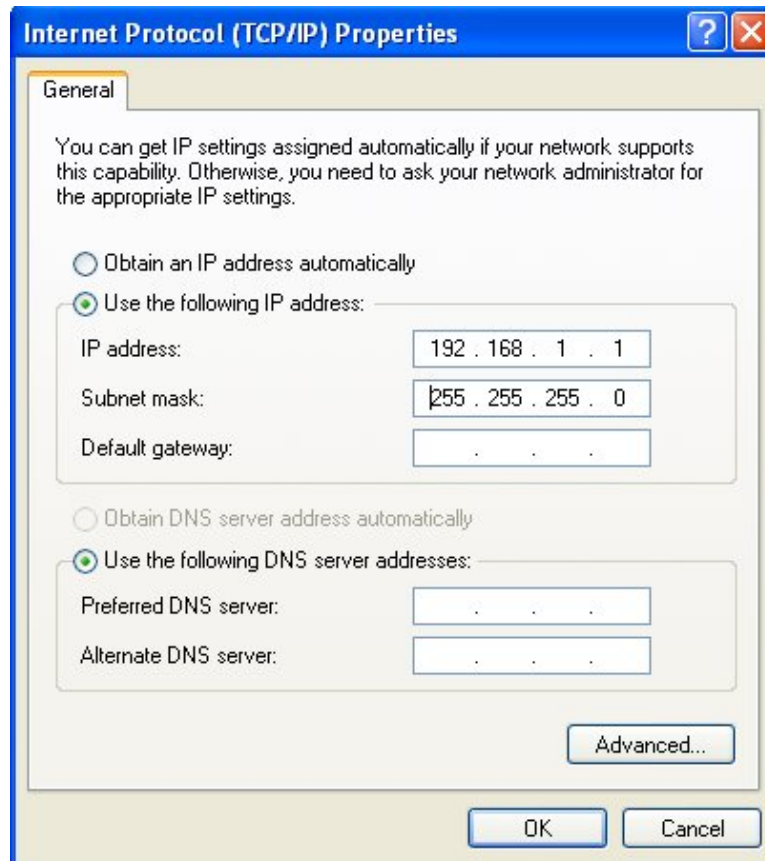 Internet Protocol (TCP/IP) Properties
General
You can get IP settings assigned automatically if your network supports
this capability. Otherwise, you need to ask your network administrator for
the appropriate IP settings.
Obtain an IP address automatically
Use the following IP address:
IP address: 192 . 168 . 1 . 1
Subnet mask: 255 . 255 . 255 . 0
Default gateway: . . .
Obtain DNS server address automatically
Use the following DNS server addresses:
Preferred DNS server: . . .
Alternate DNS server: . . .
Advanced...
OK Cancel